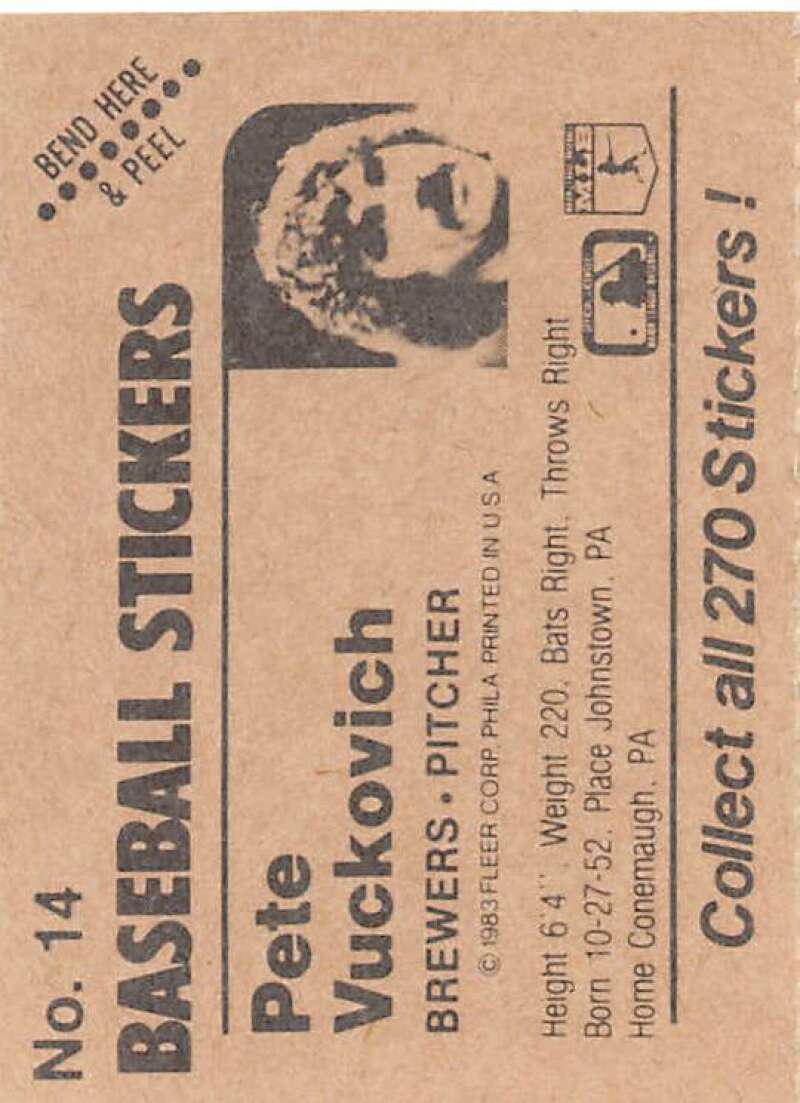 No. 14
BEND HERE
& PEEL
BASEBALL STICKERS
Pete
Vuckovich
BREWERS • PITCHER
© 1983 FLEER CORP. PHILA PRINTED IN U S A
Height 6'4". Weight 220. Bats Right. Throws Right
Born 10-27-52. Place Johnstown. PA
Home Conemaugh. PA
MLB
Collect all 270 Stickers!